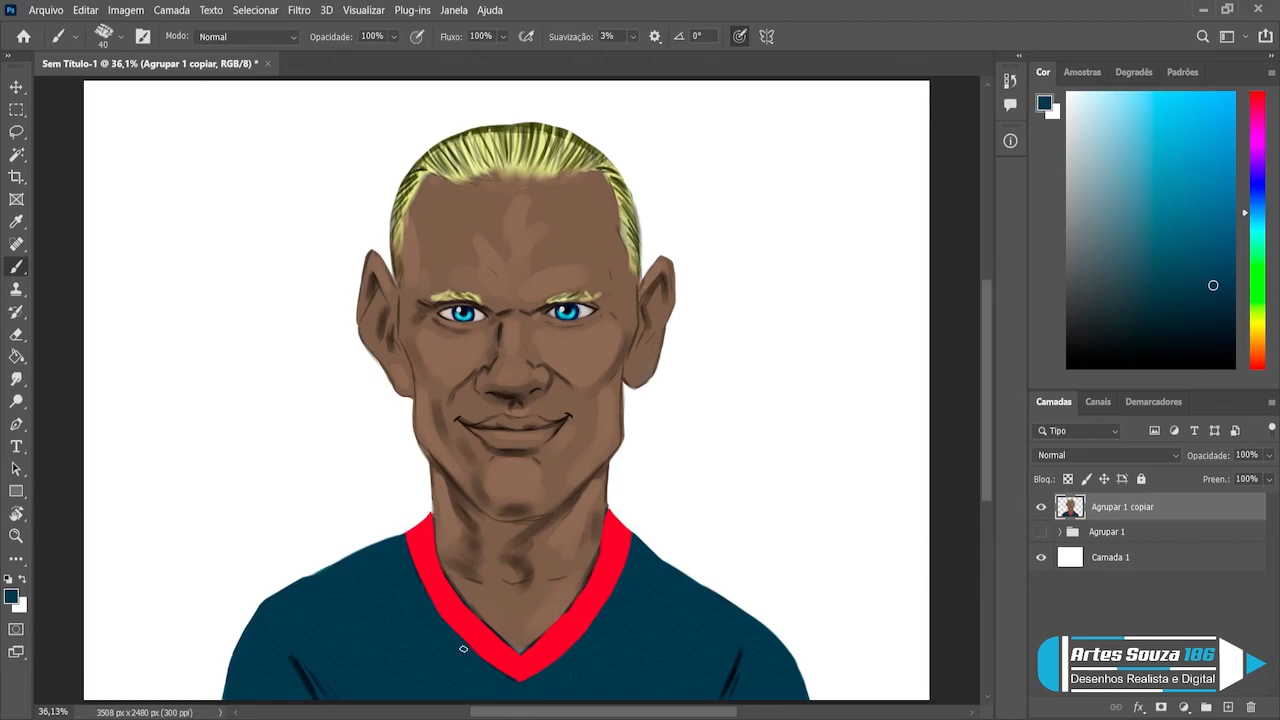 Ps Arquivo Editar Imagem Camada Texto Selecionar Filtro 3D Visualizar Plug-ins Janela Ajuda
40 Modo: Normal Opacidade: 100% Fluxo: 100% Suavização: 3% 0°
Sem Título-1 @ 36,1% (Agrupar 1 copiar, RGB/8) * ×
Cor Amostras Degradês Padrões
Camadas Canais Demarcadores
Tipo
Normal Opacidade: 100%
Bloq.: Preen.: 100%
Agrupar 1 copiar
Agrupar 1
Camada 1
T
Artes Souza 186
Desenhos Realista e Digital
fx
36,13% 3508 px x 2480 px (300 ppi)